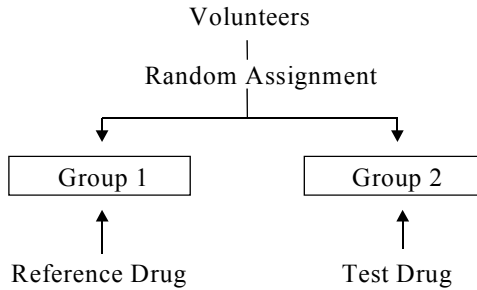 Volunteers
Random Assignment
Group 1
Group 2
Reference Drug
Test Drug